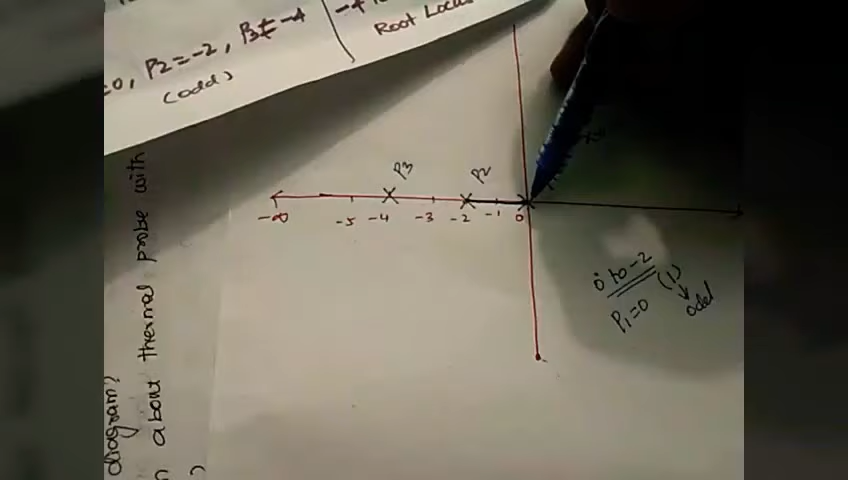 =0, P2=-2, P3=-4
(odd)
Root Locus
P3
P2
-∞ -5 -4 -3 -2 -1 0
0 to -2
(1)
P1=0
odd
about thermal probe with
diagram?